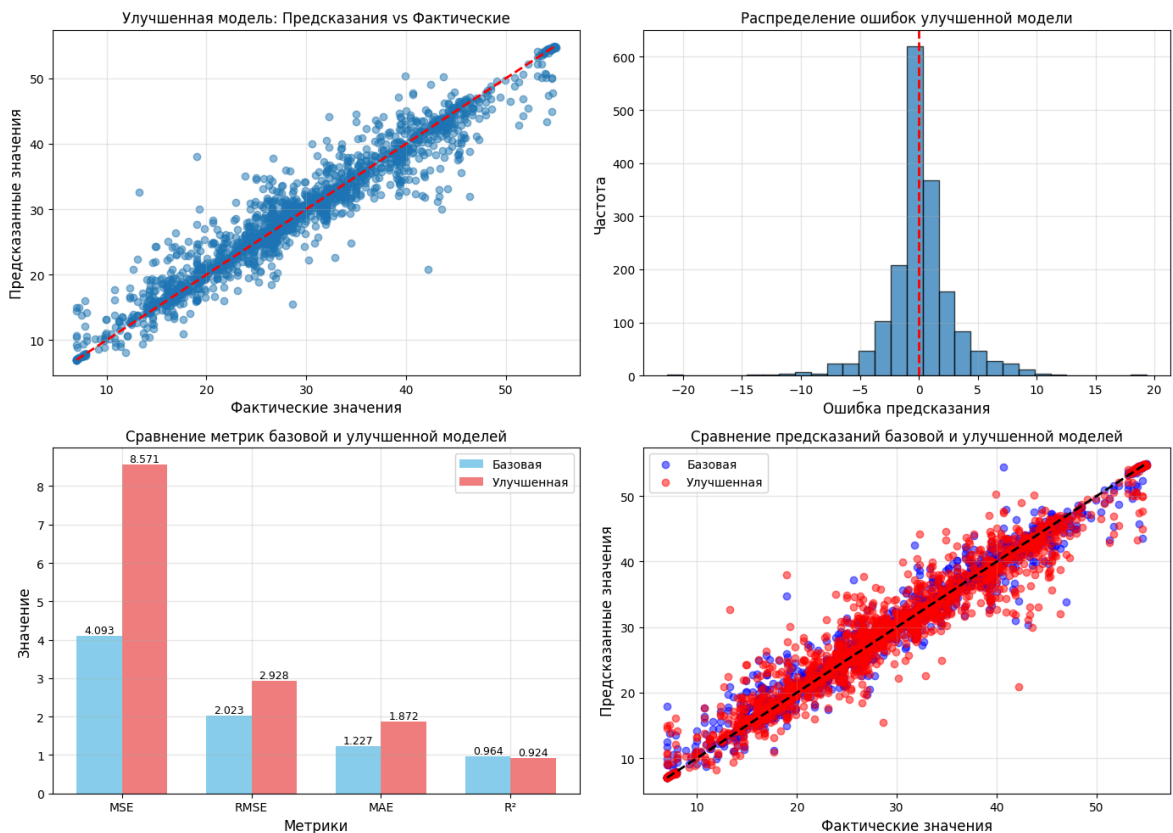 Улучшенная модель: Предсказания vs Фактические
Предсказанные значения
50
40
30
20
10
10 20 30 40 50
Фактические значения
Распределение ошибок улучшенной модели
Частота
600
500
400
300
200
100
0
−20 −15 −10 −5 0 5 10 15 20
Ошибка предсказания
Сравнение метрик базовой и улучшенной моделей
Значение
8
7
6
5
4
3
2
1
0
Базовая
Улучшенная
4.093
8.571
2.023
2.928
1.227
1.872
0.964
0.924
MSE RMSE MAE R²
Метрики
Сравнение предсказаний базовой и улучшенной моделей
Базовая
Улучшенная
Предсказанные значения
50
40
30
20
10
10 20 30 40 50
Фактические значения